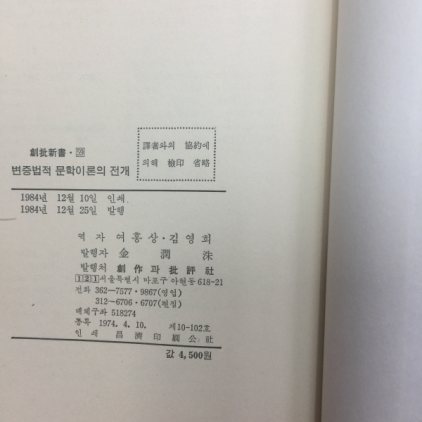 創批新書·
변증법적 문학이론의 전개
譯者와의 協約에
의해 檢印 省略
1984년 12월 10일 인쇄
1984년 12월 25일 발행
역 자 여홍상·김영희
발행자 金潤洙
발행처 創作과批評社
121서울특별시 마포구 아현동 618-21
전화 362-7577·9867(영업)
312-6706·6707(편집)
대체구좌 518274
등록 1974. 4. 10. 제10-102호
인쇄 昌濟印刷公社
값 4,500원